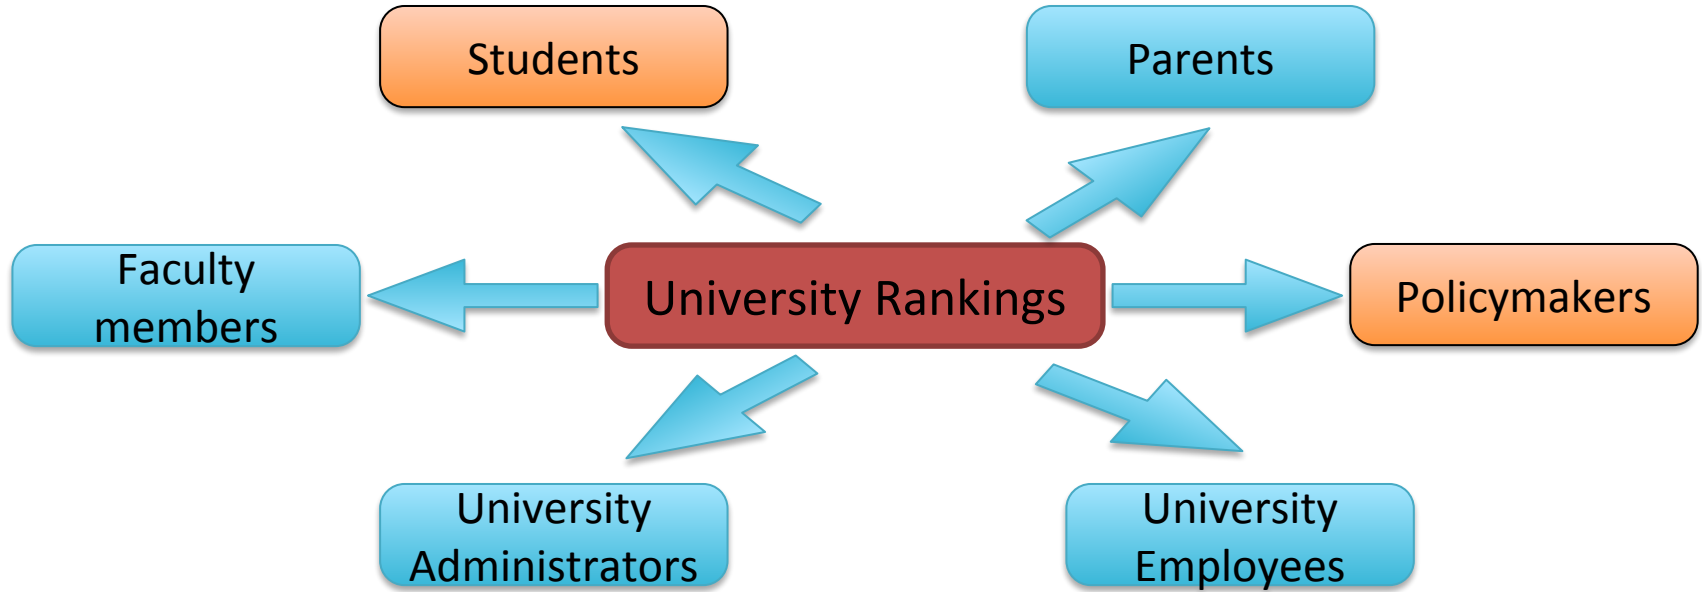 Students
Parents
Faculty
members
University Rankings
Policymakers
University
Administrators
University
Employees